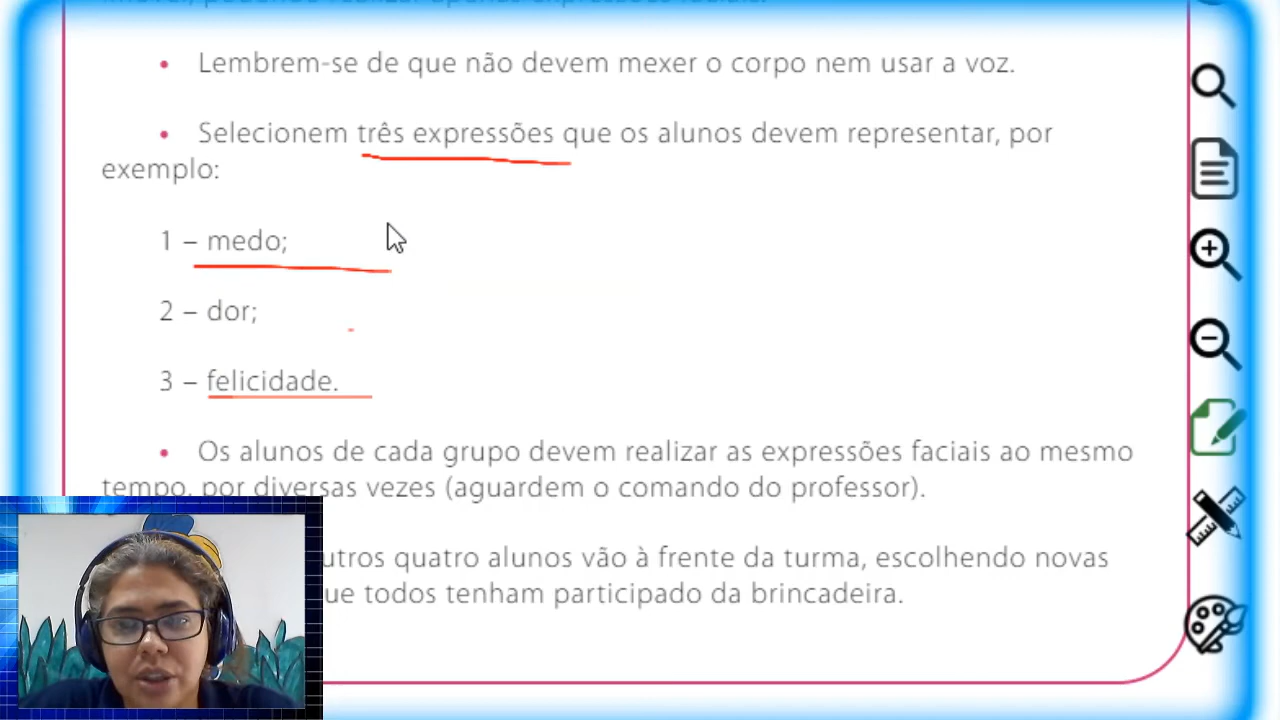 • Lembrem-se de que não devem mexer o corpo nem usar a voz.
• Selecionem três expressões que os alunos devem representar, por
exemplo:
1 – medo;
2 – dor;
3 – felicidade.
• Os alunos de cada grupo devem realizar as expressões faciais ao mesmo
tempo, por diversas vezes (aguardem o comando do professor).
quatro alunos vão à frente da turma, escolhendo novas
todos tenham participado da brincadeira.